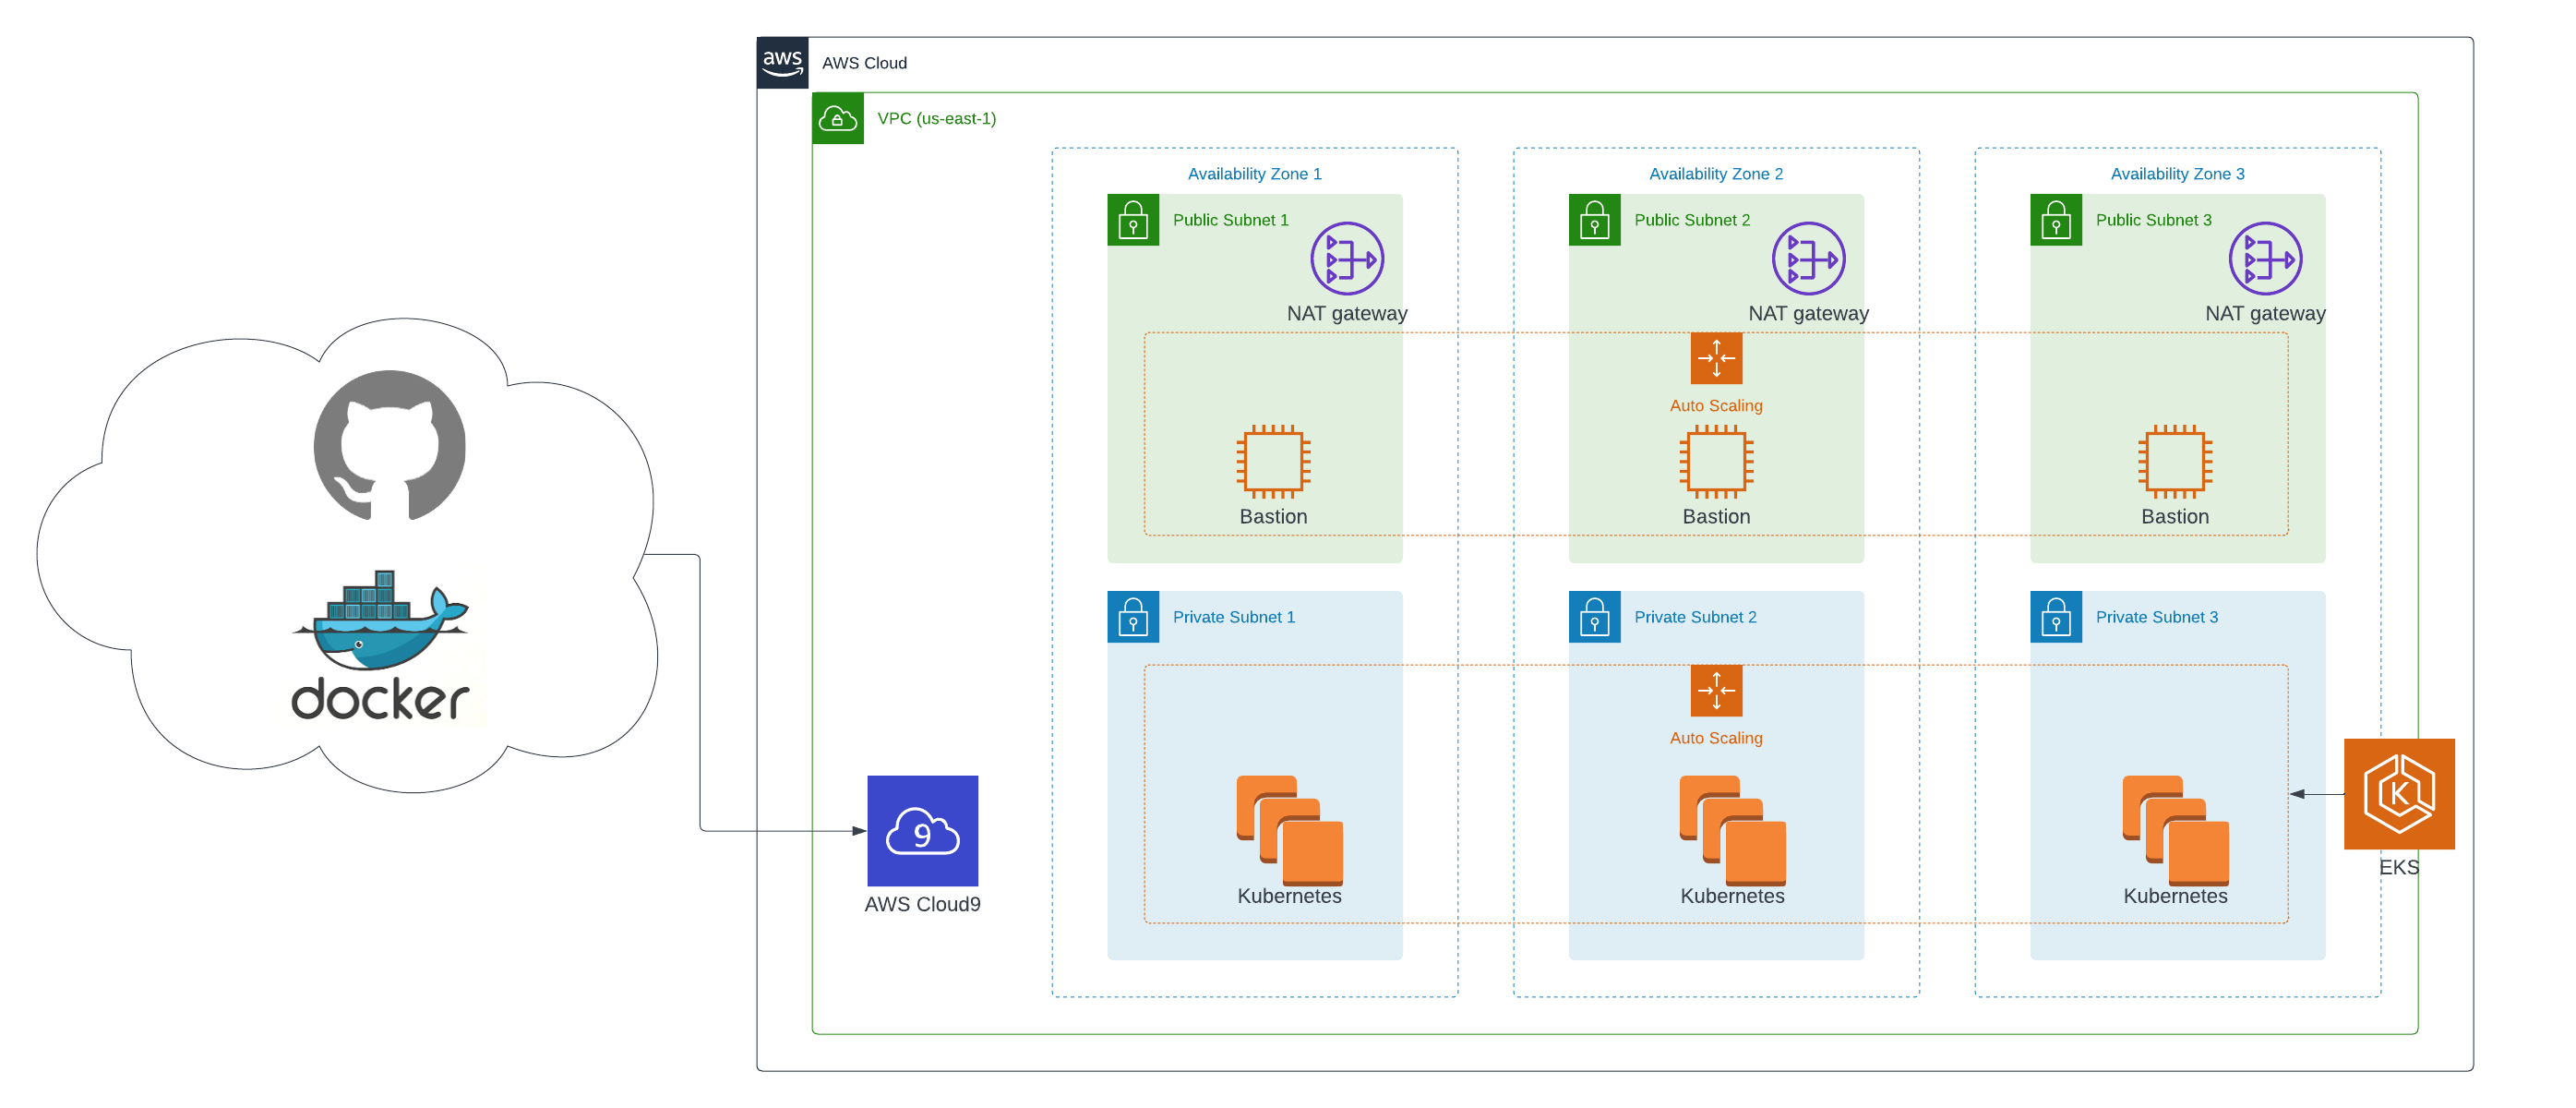 aws
AWS Cloud
VPC (us-east-1)
Availability Zone 1
Availability Zone 2
Availability Zone 3
Public Subnet 1
Public Subnet 2
Public Subnet 3
NAT gateway
NAT gateway
NAT gateway
Auto Scaling
Bastion
Bastion
Bastion
docker
Private Subnet 1
Private Subnet 2
Private Subnet 3
Auto Scaling
9
K
Kubernetes
Kubernetes
Kubernetes
EKS
AWS Cloud9